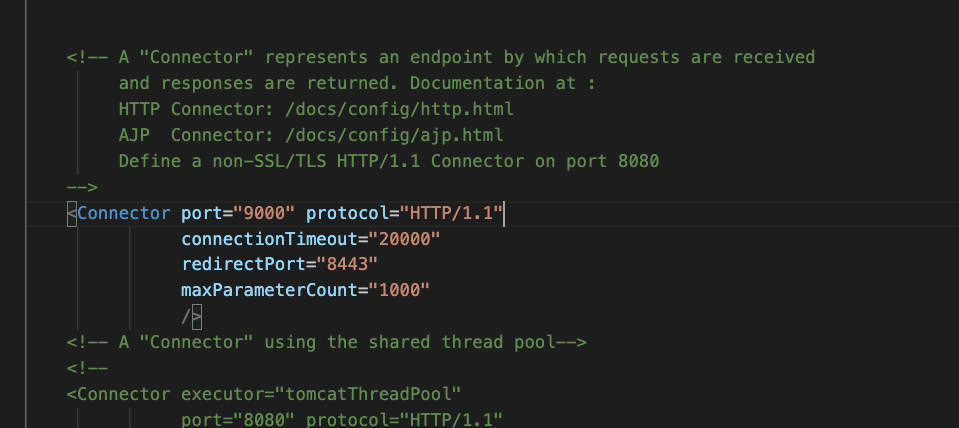 <!-- A "Connector" represents an endpoint by which requests are received
and responses are returned. Documentation at :
HTTP Connector: /docs/config/http.html
AJP  Connector: /docs/config/ajp.html
Define a non-SSL/TLS HTTP/1.1 Connector on port 8080
-->
<Connector port="9000" protocol="HTTP/1.1"
connectionTimeout="20000"
redirectPort="8443"
maxParameterCount="1000"
/>
<!-- A "Connector" using the shared thread pool-->
<!--
<Connector executor="tomcatThreadPool"
port="8080" protocol="HTTP/1.1"